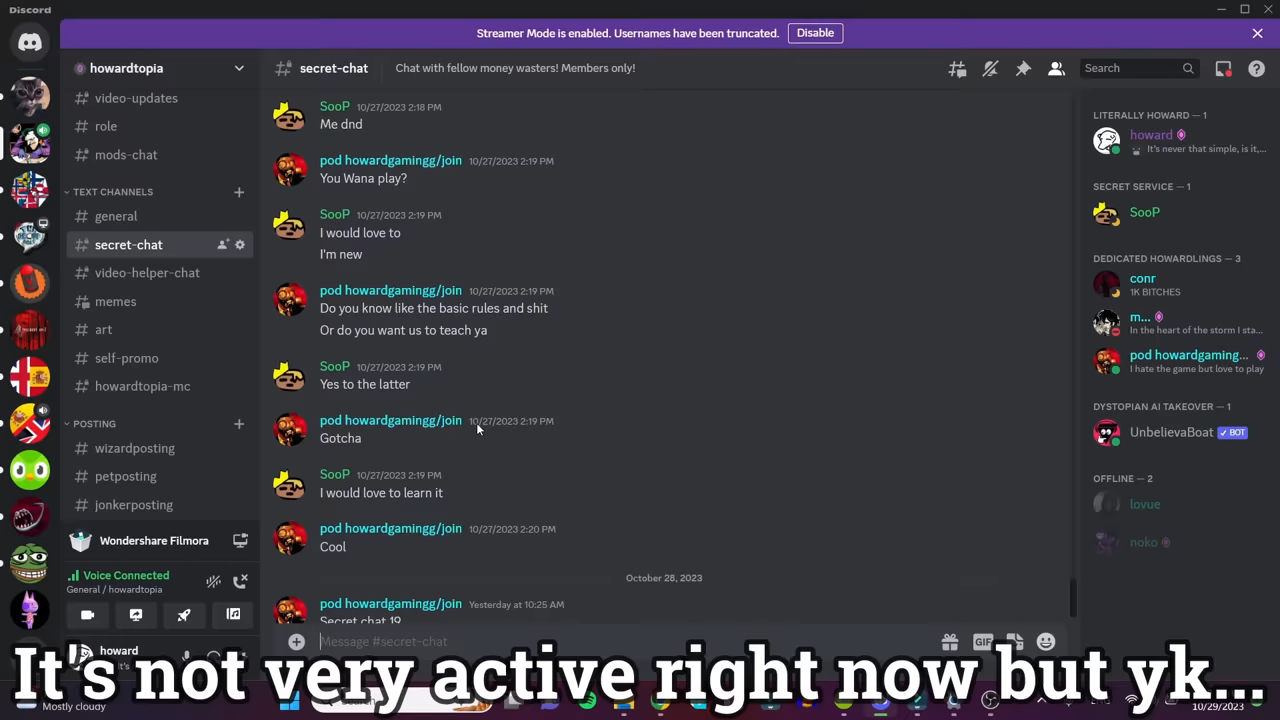 Discord
Streamer Mode is enabled. Usernames have been truncated.
Disable
howardtopia
secret-chat
Chat with fellow money wasters! Members only!
Search
video-updates
role
mods-chat
TEXT CHANNELS
general
secret-chat
video-helper-chat
memes
art
self-promo
howardtopia-mc
POSTING
wizardposting
petposting
jonkerposting
Wondershare Filmora
Voice Connected
General / howardtopia
howard
SooP 10/27/2023 2:18 PM
Me dnd
pod howardgamingg/join 10/27/2023 2:19 PM
You Wana play?
SooP 10/27/2023 2:19 PM
I would love to
I'm new
pod howardgamingg/join 10/27/2023 2:19 PM
Do you know like the basic rules and shit
Or do you want us to teach ya
SooP 10/27/2023 2:19 PM
Yes to the latter
pod howardgamingg/join 10/27/2023 2:19 PM
Gotcha
SooP 10/27/2023 2:19 PM
I would love to learn it
pod howardgamingg/join 10/27/2023 2:20 PM
Cool
October 28, 2023
pod howardgamingg/join Yesterday at 10:25 AM
Secret chat 19
Message #secret-chat
GIF
LITERALLY HOWARD — 1
howard
It's never that simple, is it,...
SECRET SERVICE — 1
SooP
DEDICATED HOWARDLINGS — 3
conr
1K BITCHES
m...
In the heart of the storm I sta...
pod howardgaming...
I hate the game but love to play
DYSTOPIAN AI TAKEOVER — 1
UnbelievaBoat ✓ BOT
OFFLINE — 2
lovue
noko
It's not very active right now but yk...
Mostly cloudy
10/29/2023